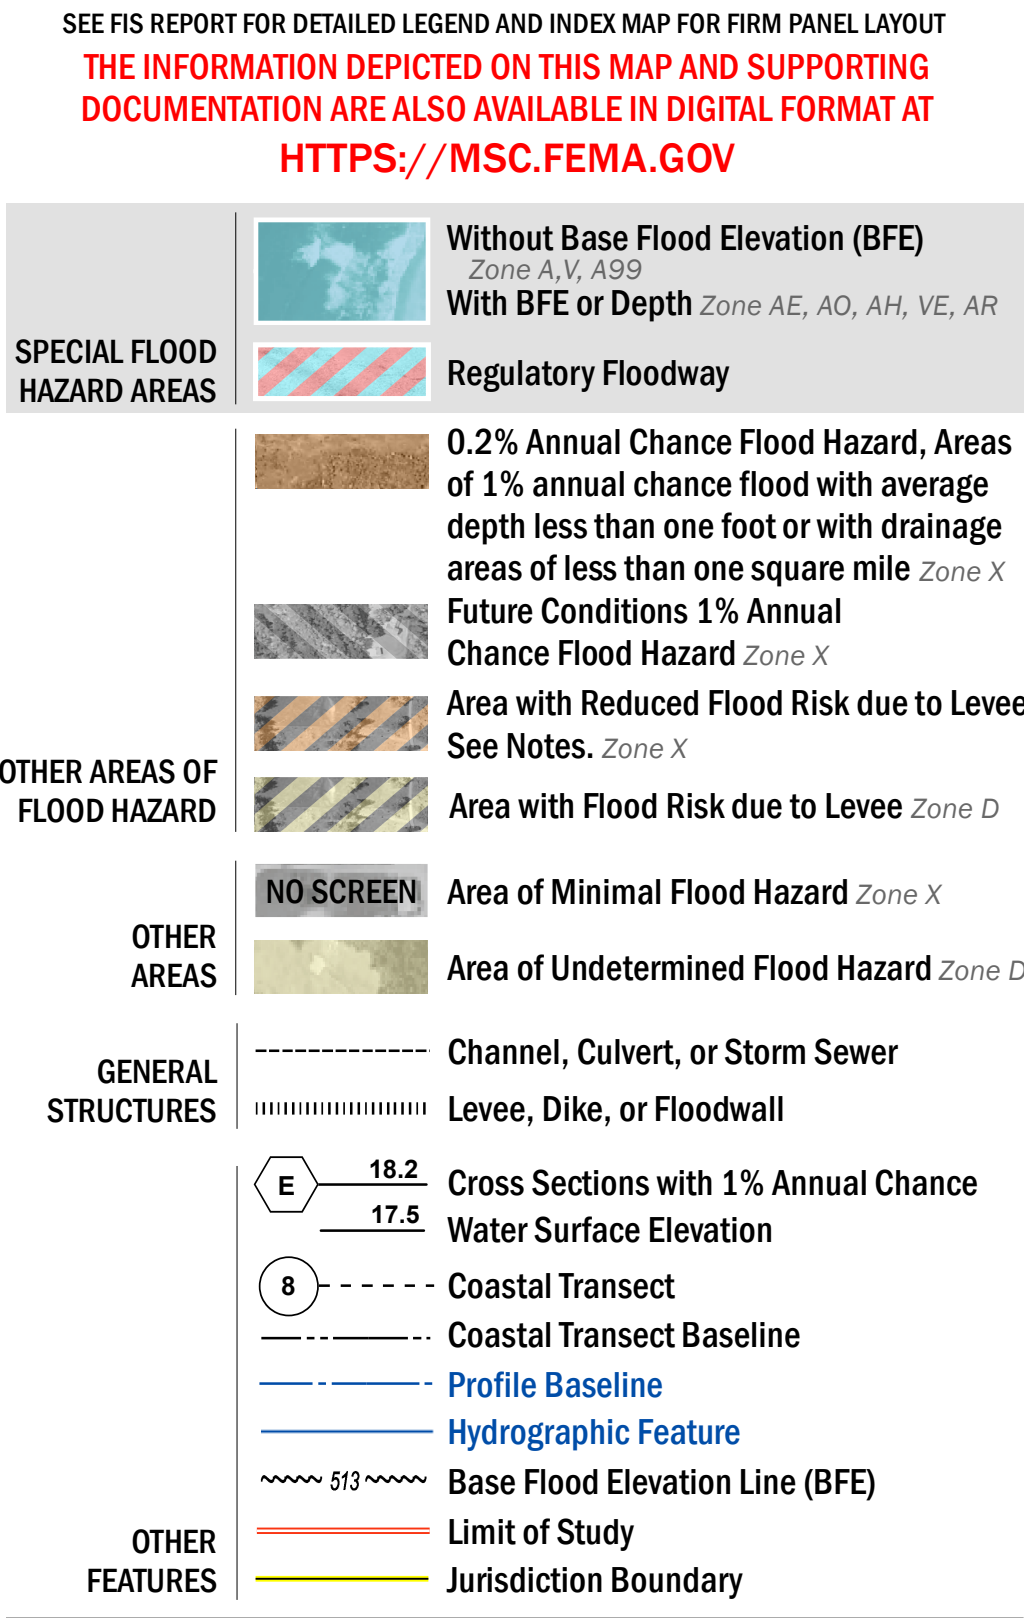 SEE FIS REPORT FOR DETAILED LEGEND AND INDEX MAP FOR FIRM PANEL LAYOUT
THE INFORMATION DEPICTED ON THIS MAP AND SUPPORTING
DOCUMENTATION ARE ALSO AVAILABLE IN DIGITAL FORMAT AT
HTTPS://MSC.FEMA.GOV
SPECIAL FLOOD
HAZARD AREAS
Without Base Flood Elevation (BFE)
Zone A,V, A99
With BFE or Depth Zone AE, AO, AH, VE, AR
Regulatory Floodway
OTHER AREAS OF
FLOOD HAZARD
0.2% Annual Chance Flood Hazard, Areas
of 1% annual chance flood with average
depth less than one foot or with drainage
areas of less than one square mile Zone X
Future Conditions 1% Annual
Chance Flood Hazard Zone X
Area with Reduced Flood Risk due to Levee
See Notes. Zone X
Area with Flood Risk due to Levee Zone D
OTHER
AREAS
NO SCREEN Area of Minimal Flood Hazard Zone X
Area of Undetermined Flood Hazard Zone D
GENERAL
STRUCTURES
Channel, Culvert, or Storm Sewer
Levee, Dike, or Floodwall
OTHER
FEATURES
E 18.2 Cross Sections with 1% Annual Chance
17.5 Water Surface Elevation
8 Coastal Transect
Coastal Transect Baseline
Profile Baseline
Hydrographic Feature
513 Base Flood Elevation Line (BFE)
Limit of Study
Jurisdiction Boundary